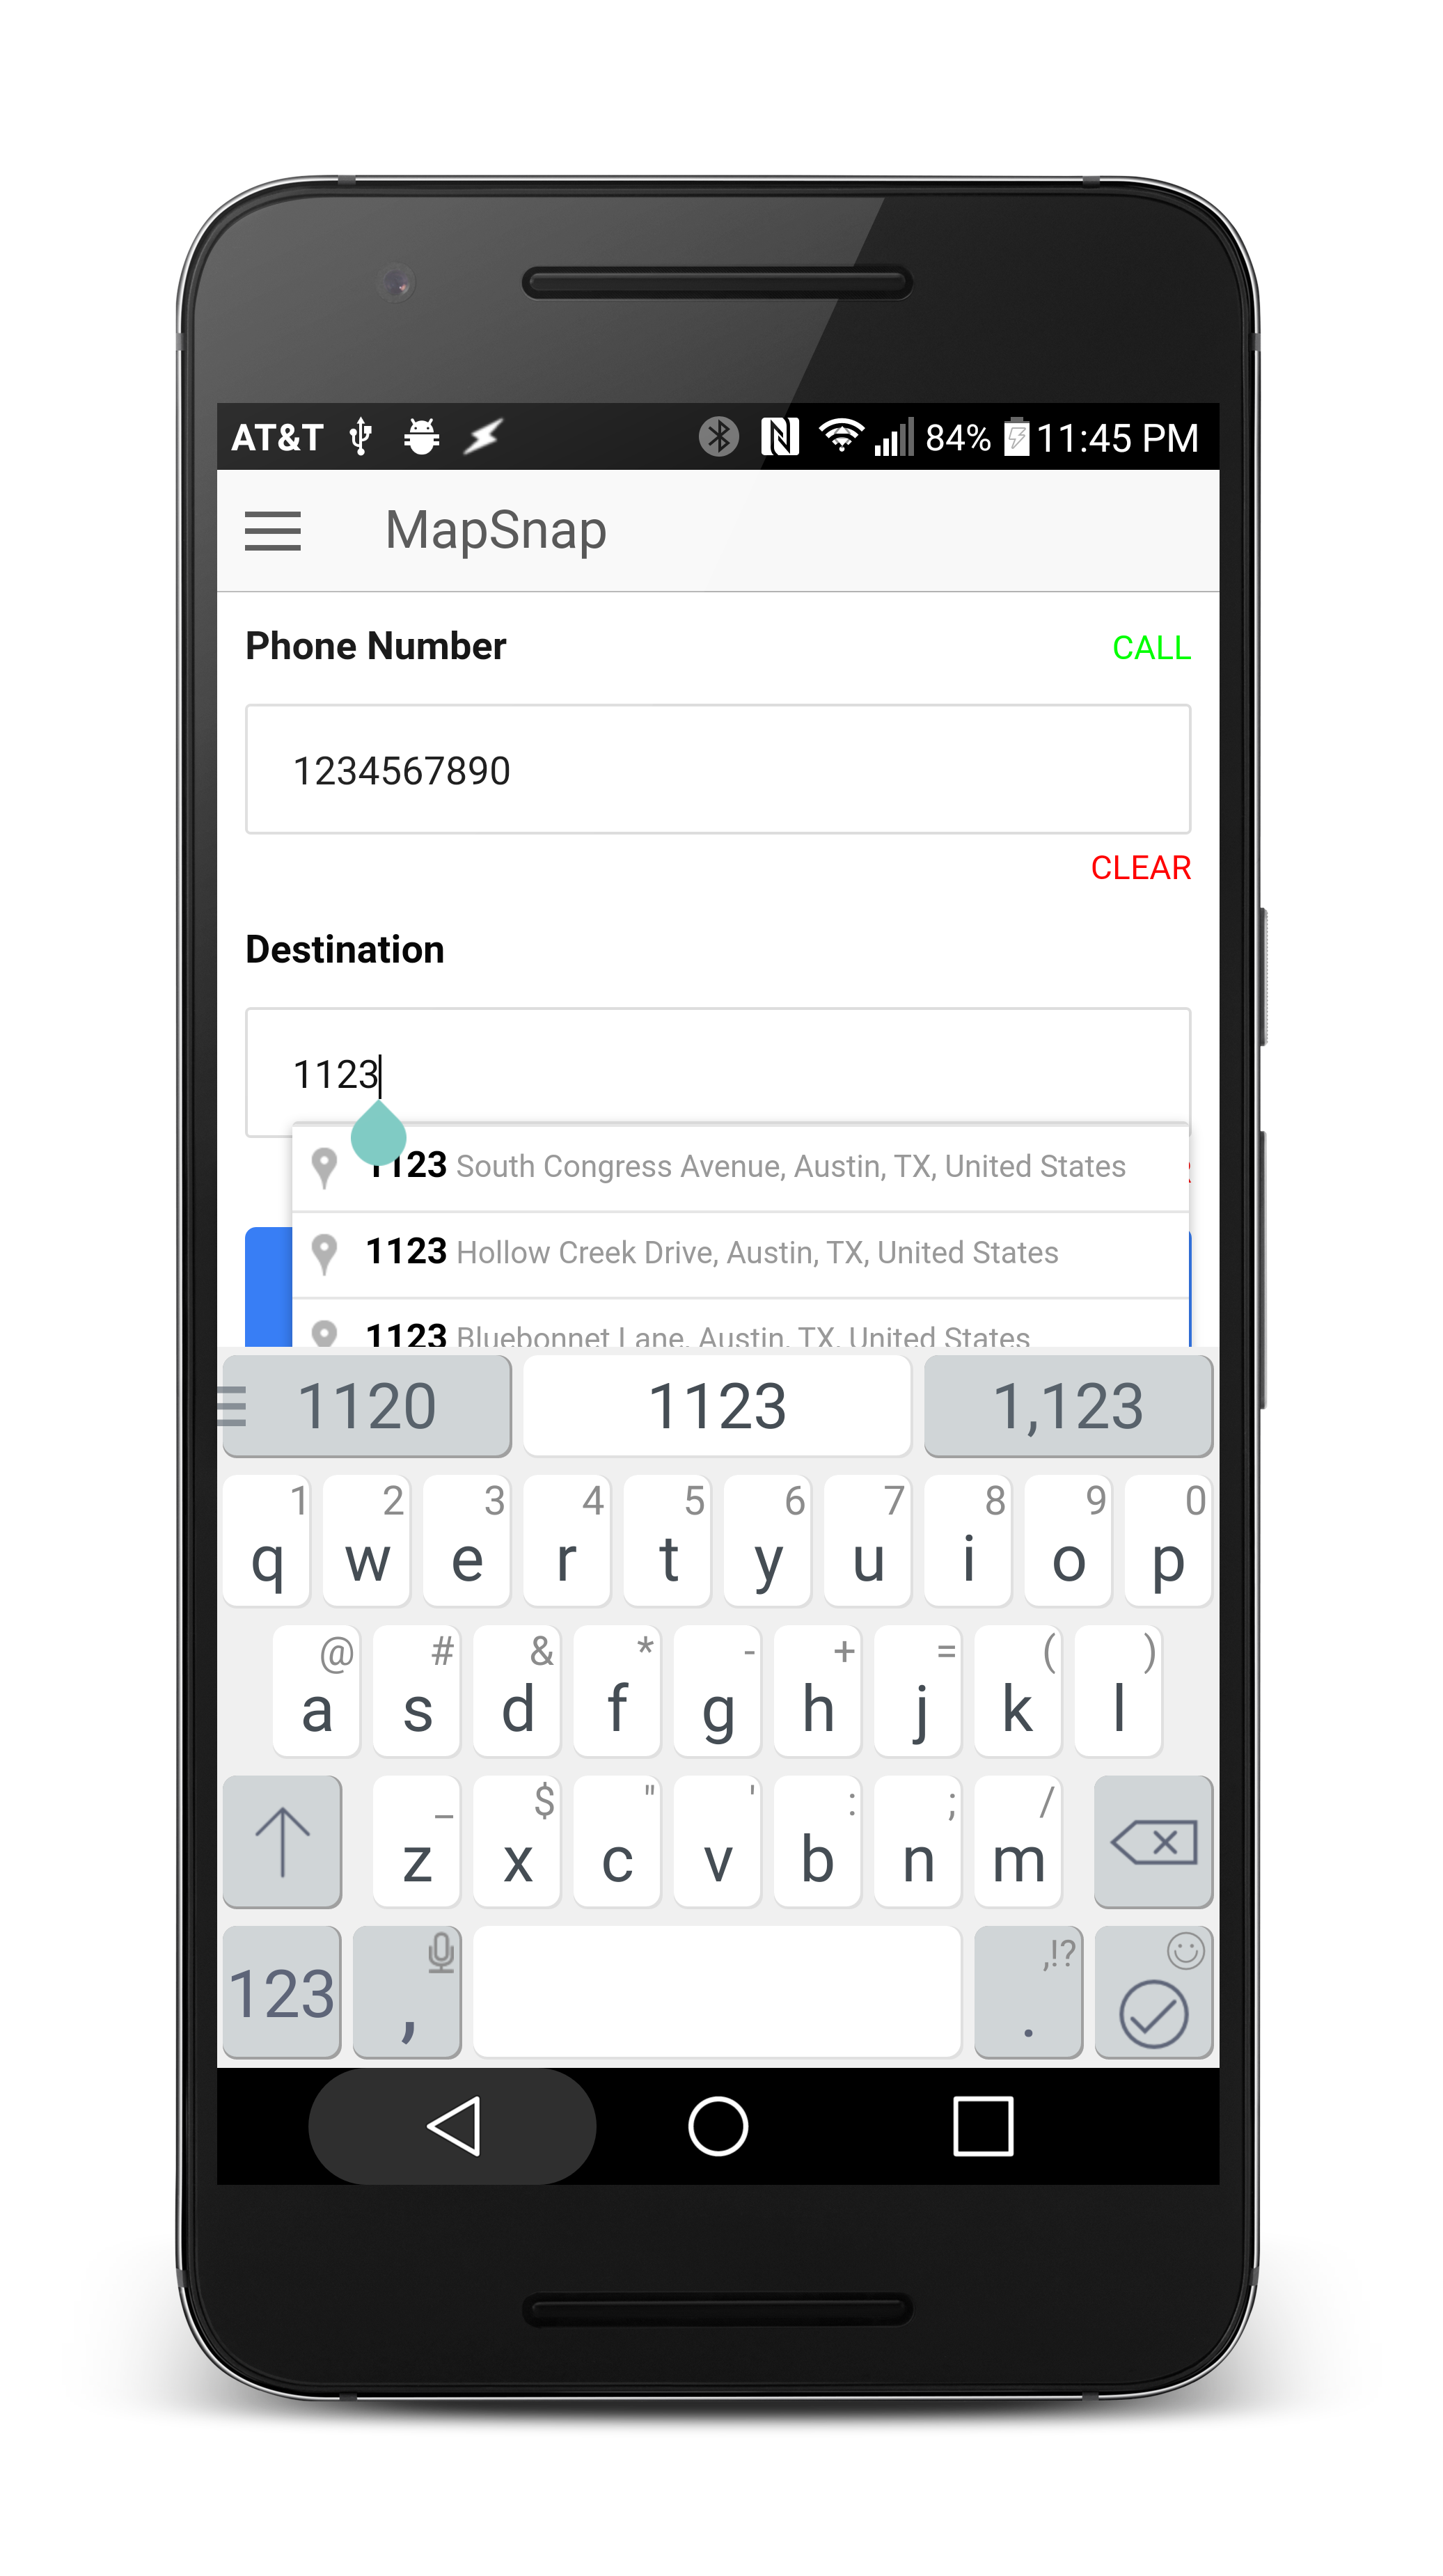 AT&T 84% 11:45 PM
MapSnap
Phone Number CALL
1234567890
CLEAR
Destination
1123
1123 South Congress Avenue, Austin, TX, United States
1123 Hollow Creek Drive, Austin, TX, United States
1123 Bluebonnet Lane, Austin, TX, United States
1120 1123 1,123
1 2 3 4 5 6 7 8 9 0
q w e r t y u i o p
@ # & * - + = ( )
a s d f g h j k l
_ $ " ' : ; /
z x c v b n m
,!?
123 , .